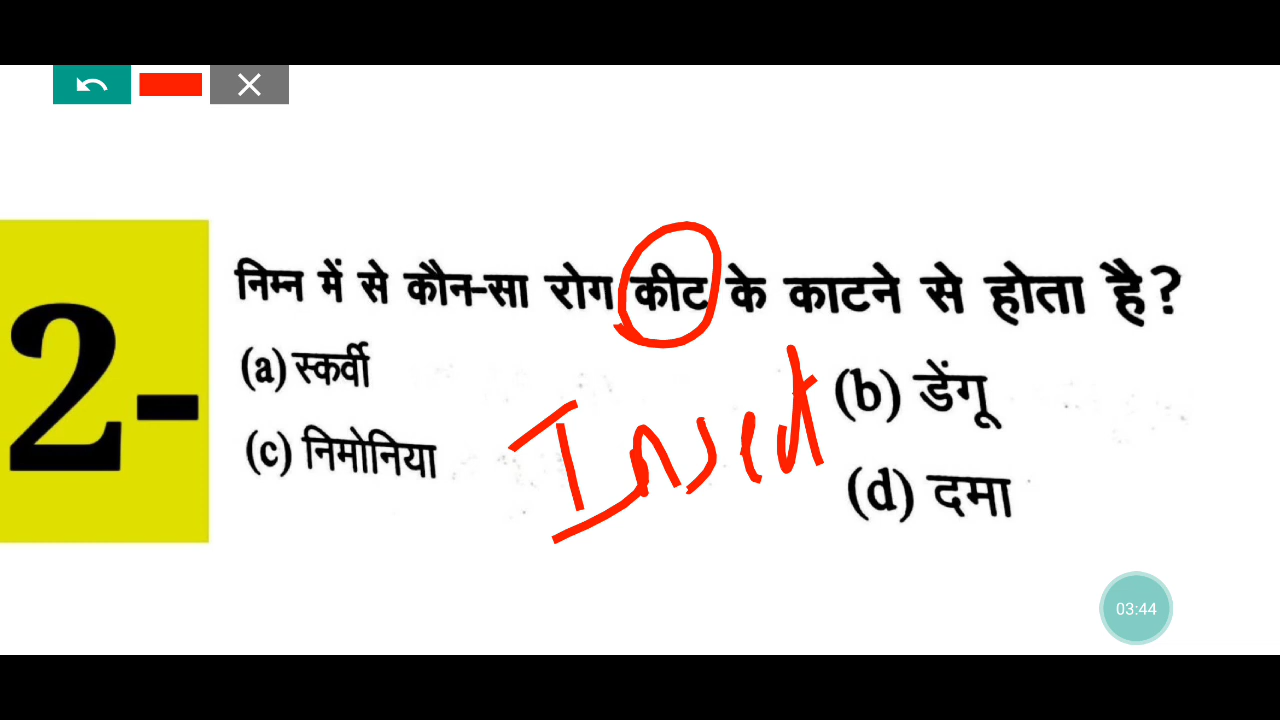 2-
निम्न में से कौन-सा रोग कीट के काटने से होता है?
(a) स्कर्वी
(b) डेंगू
(c) निमोनिया
(d) दमा
Insect
03:44